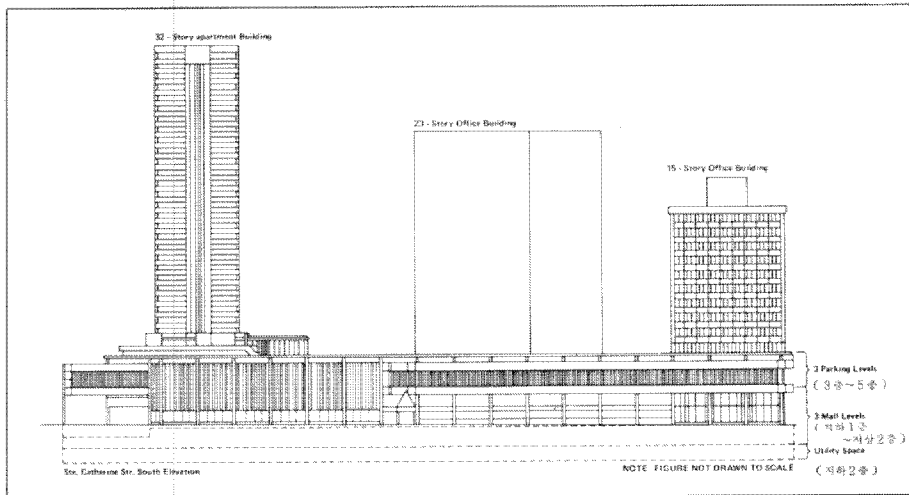 32 - Story apartment Building
23 - Story Office Building
15 - Story Office Building
3 Parking Levels
(3층~5층)
3 Mall Levels
(지하1층
~지상2층)
Utility Space
(지하2층)
Ste. Catherine Str. South Elevation
NOTE FIGURE NOT DRAWN TO SCALE